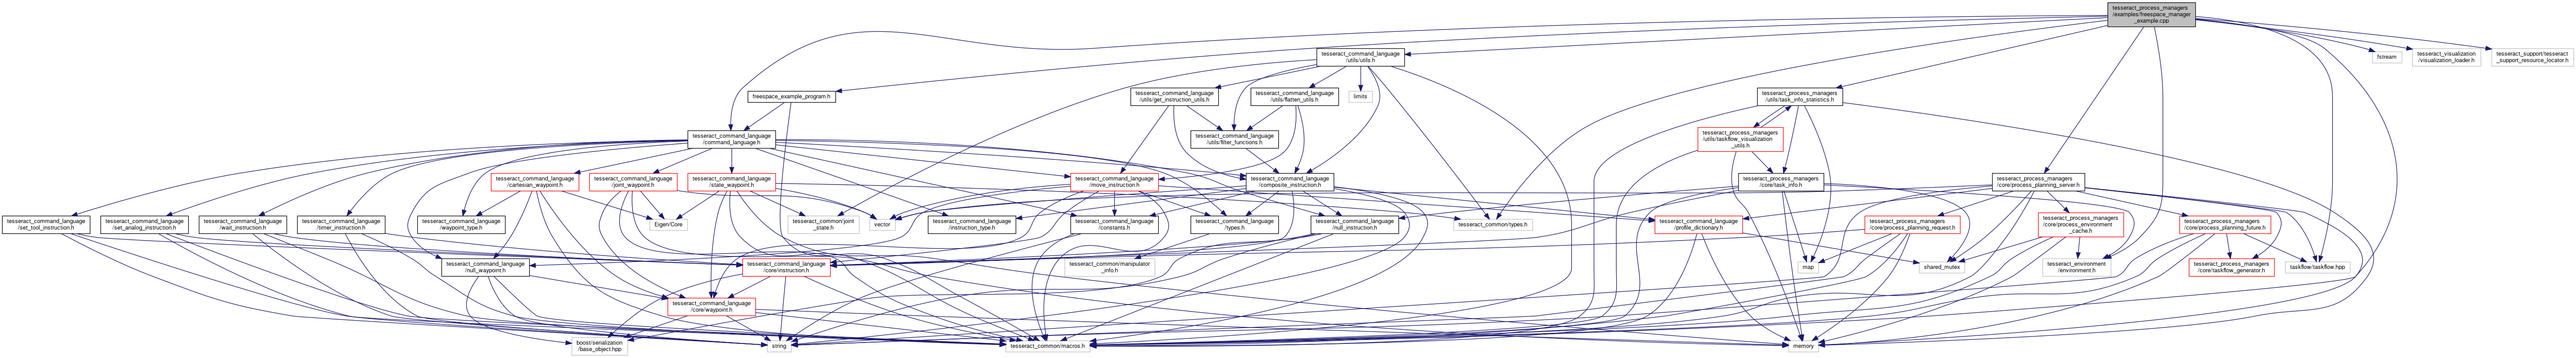 tesseract_process_managers
/examples/freespace_manager
_example.cpp
tesseract_command_language
/utils/utils.h
fstream
tesseract_visualization
/visualization_loader.h
tesseract_support/tesseract
_support_resource_locator.h
freespace_example_program.h
tesseract_command_language
/utils/get_instruction_utils.h
tesseract_command_language
/utils/flatten_utils.h
limits
tesseract_process_managers
/utils/task_info_statistics.h
tesseract_command_language
/command_language.h
tesseract_command_language
/utils/filter_functions.h
tesseract_process_managers
/utils/taskflow_visualization
_utils.h
tesseract_command_language
/cartesian_waypoint.h
tesseract_command_language
/joint_waypoint.h
tesseract_command_language
/state_waypoint.h
tesseract_command_language
/move_instruction.h
tesseract_command_language
/composite_instruction.h
tesseract_process_managers
/core/task_info.h
tesseract_process_managers
/core/process_planning_server.h
tesseract_command_language
/set_tool_instruction.h
tesseract_command_language
/set_analog_instruction.h
tesseract_command_language
/wait_instruction.h
tesseract_command_language
/timer_instruction.h
tesseract_command_language
/waypoint_type.h
Eigen/Core
tesseract_common/joint
_state.h
vector
tesseract_command_language
/instruction_type.h
tesseract_command_language
/constants.h
tesseract_command_language
/types.h
tesseract_command_language
/null_instruction.h
tesseract_common/types.h
tesseract_command_language
/profile_dictionary.h
tesseract_process_managers
/core/process_planning_request.h
tesseract_process_managers
/core/process_environment
_cache.h
tesseract_process_managers
/core/process_planning_future.h
tesseract_command_language
/null_waypoint.h
tesseract_command_language
/core/instruction.h
tesseract_common/manipulator
_info.h
map
shared_mutex
tesseract_environment
/environment.h
tesseract_process_managers
/core/taskflow_generator.h
taskflow/taskflow.hpp
tesseract_command_language
/core/waypoint.h
boost/serialization
/base_object.hpp
string
tesseract_common/macros.h
memory